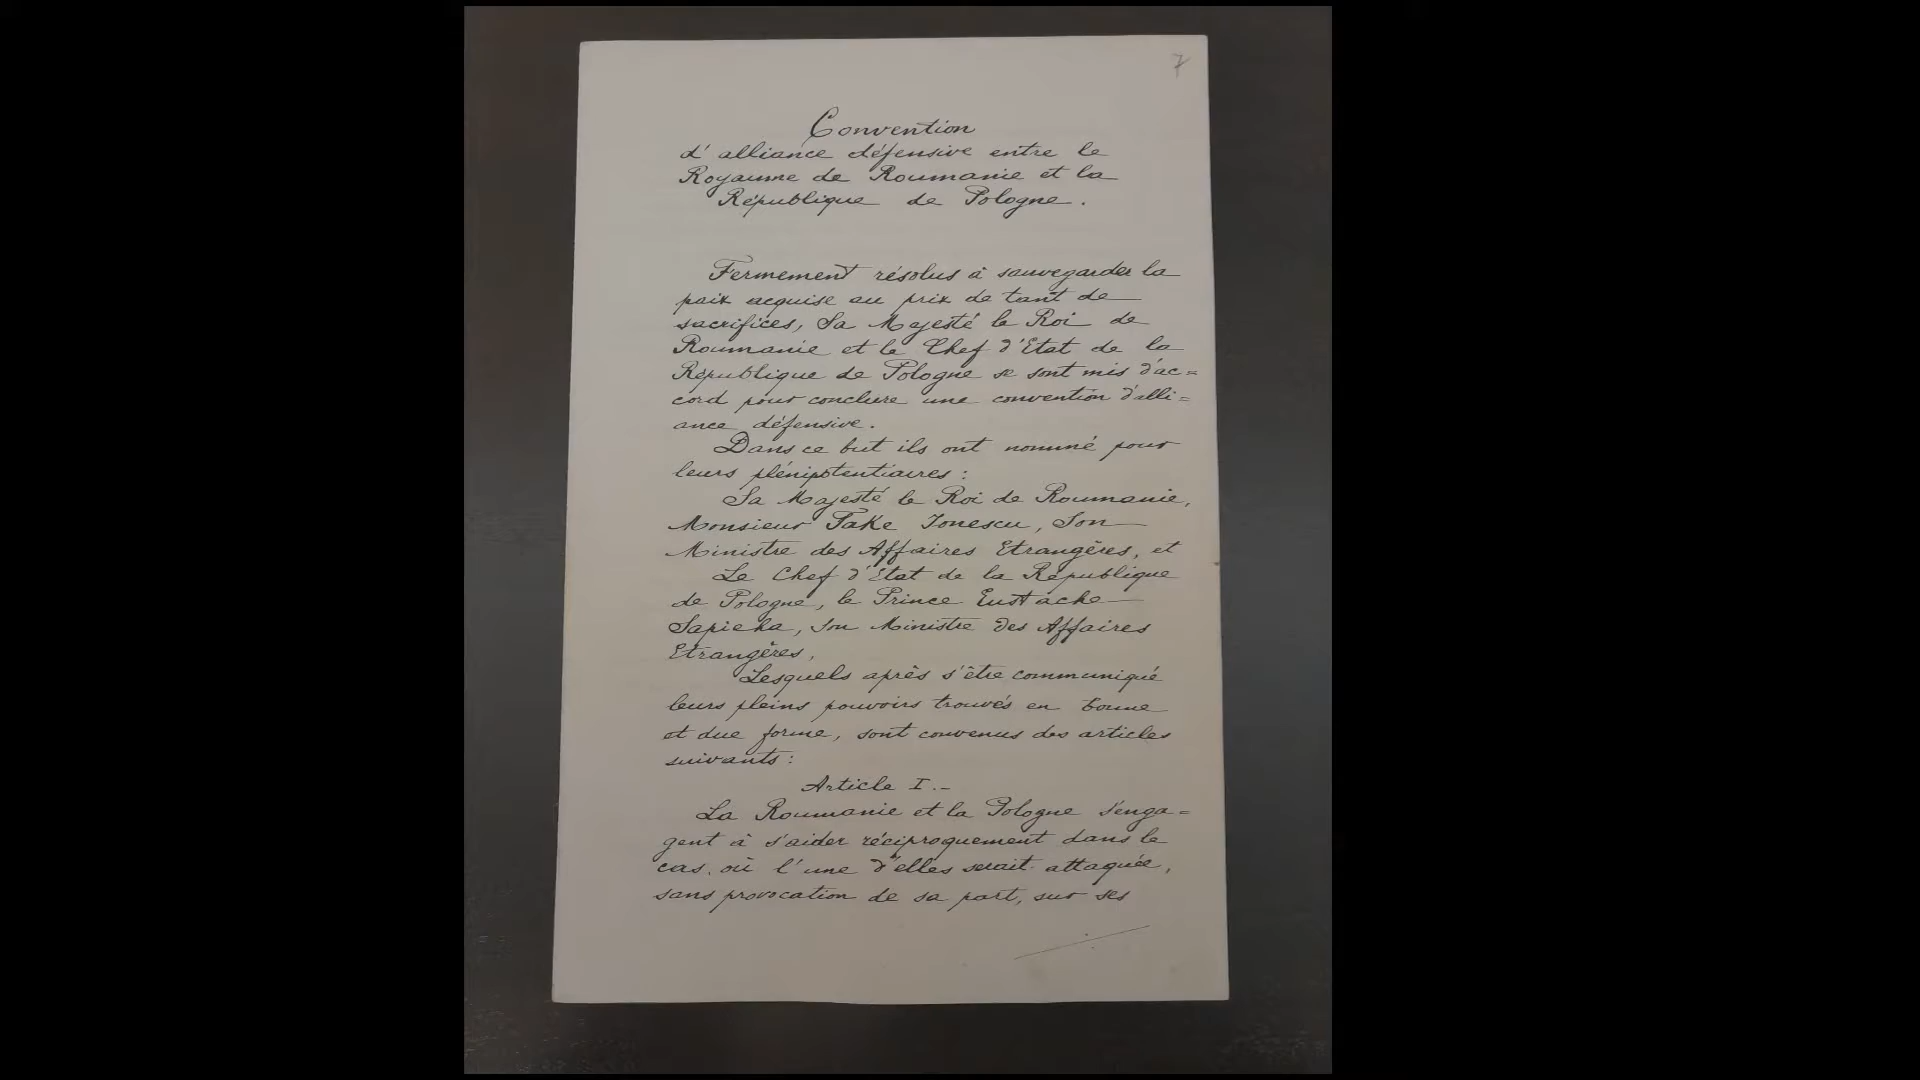 7
Convention
d'alliance défensive entre le
Royaume de Roumanie et la
République de Pologne.
Fermement résolus à sauvegarder la
paix acquise au prix de tant de
sacrifices, Sa Majesté le Roi de
Roumanie et le Chef d'Etat de la
République de Pologne se sont mis d'ac=
cord pour conclure une convention d'alli=
ance défensive.
Dans ce but ils ont nommé pour
leurs plénipotentiaires:
Sa Majesté le Roi de Roumanie,
Monsieur Take Jonescu, Son
Ministre des Affaires Etrangères, et
Le Chef d'Etat de la République
de Pologne, le Prince Eustache
Sapieha, Son Ministre des Affaires
Etrangères,
Lesquels après s'être communiqué
leurs pleins pouvoirs trouvés en bonne
et due forme, sont convenus des articles
suivants:
Article I.-
La Roumanie et la Pologne s'enga=
gent à s'aider réciproquement dans le
cas, où l'une d'elles serait attaquée,
sans provocation de sa part, sur ses